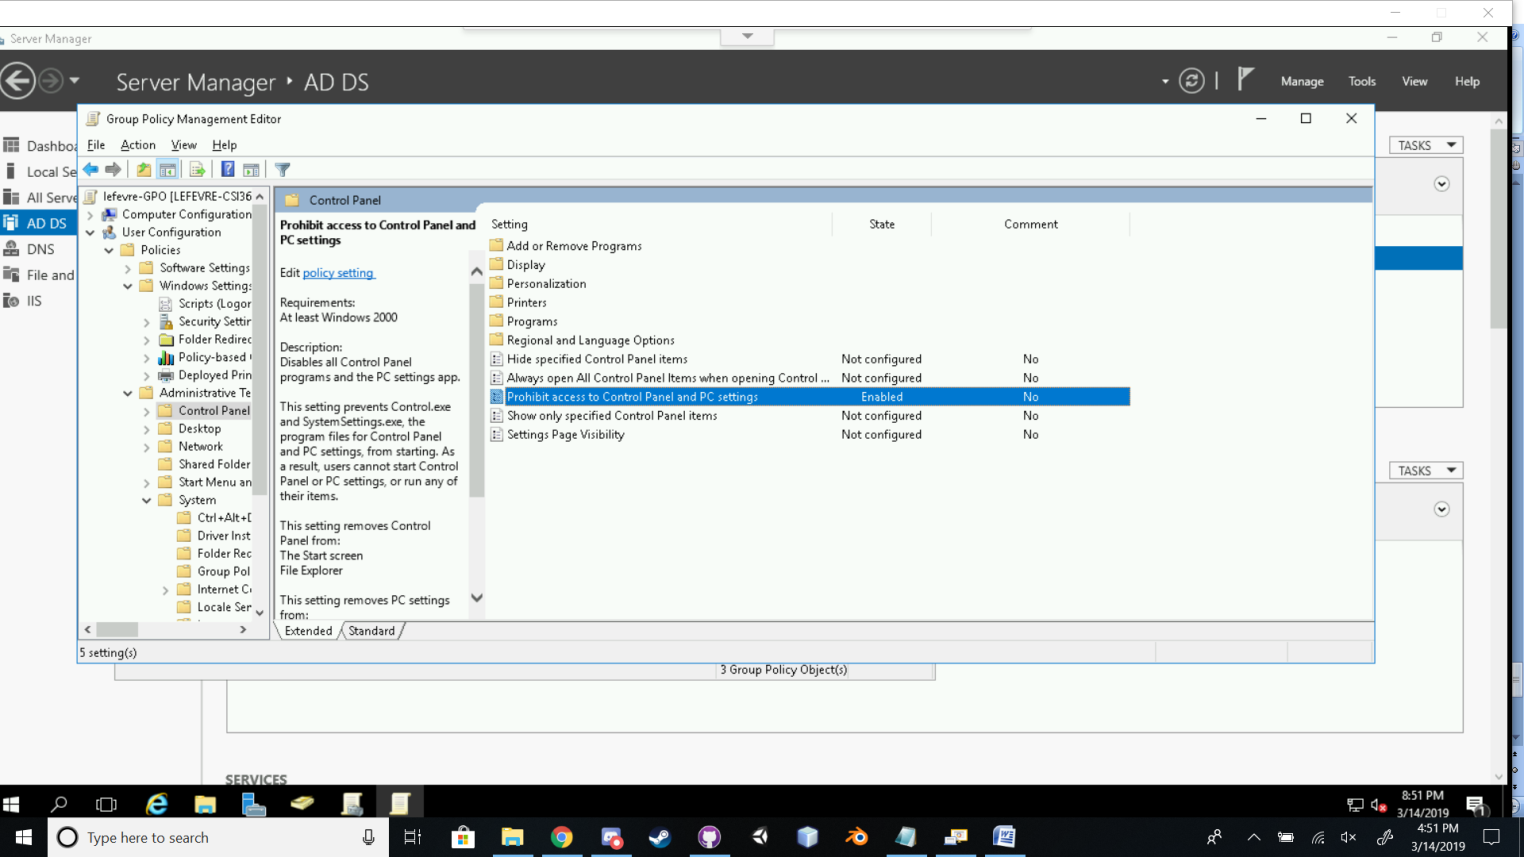 Server Manager
Server Manager ‣ AD DS
Manage Tools View Help
Group Policy Management Editor
File Action View Help
Local Se
All Serve
AD DS
DNS
File and
IIS
TASKS
TASKS
lefevre-GPO [LEFEVRE-CSI36
Computer Configuration
User Configuration
Policies
Software Settings
Windows Setting
Scripts (Logor
Security Settir
Folder Redirec
Policy-based
Deployed Prin
Administrative Te
Control Panel
Desktop
Network
Shared Folder
Start Menu an
System
Ctrl+Alt+D
Driver Inst
Folder Rec
Group Pol
Internet C
Locale Ser
Control Panel
Prohibit access to Control Panel and
PC settings
Edit policy setting
Requirements:
At least Windows 2000
Description:
Disables all Control Panel
programs and the PC settings app.
This setting prevents Control.exe
and SystemSettings.exe, the
program files for Control Panel
and PC settings, from starting. As
a result, users cannot start Control
Panel or PC settings, or run any of
their items.
This setting removes Control
Panel from:
The Start screen
File Explorer
This setting removes PC settings
from:
Setting State Comment
Add or Remove Programs
Display
Personalization
Printers
Programs
Regional and Language Options
Hide specified Control Panel items Not configured No
Always open All Control Panel Items when opening Control ... Not configured No
Prohibit access to Control Panel and PC settings Enabled No
Show only specified Control Panel items Not configured No
Settings Page Visibility Not configured No
Extended Standard
5 setting(s)
3 Group Policy Object(s)
SERVICES
8:51 PM
3/14/2019
1
Type here to search
4:51 PM
3/14/2019